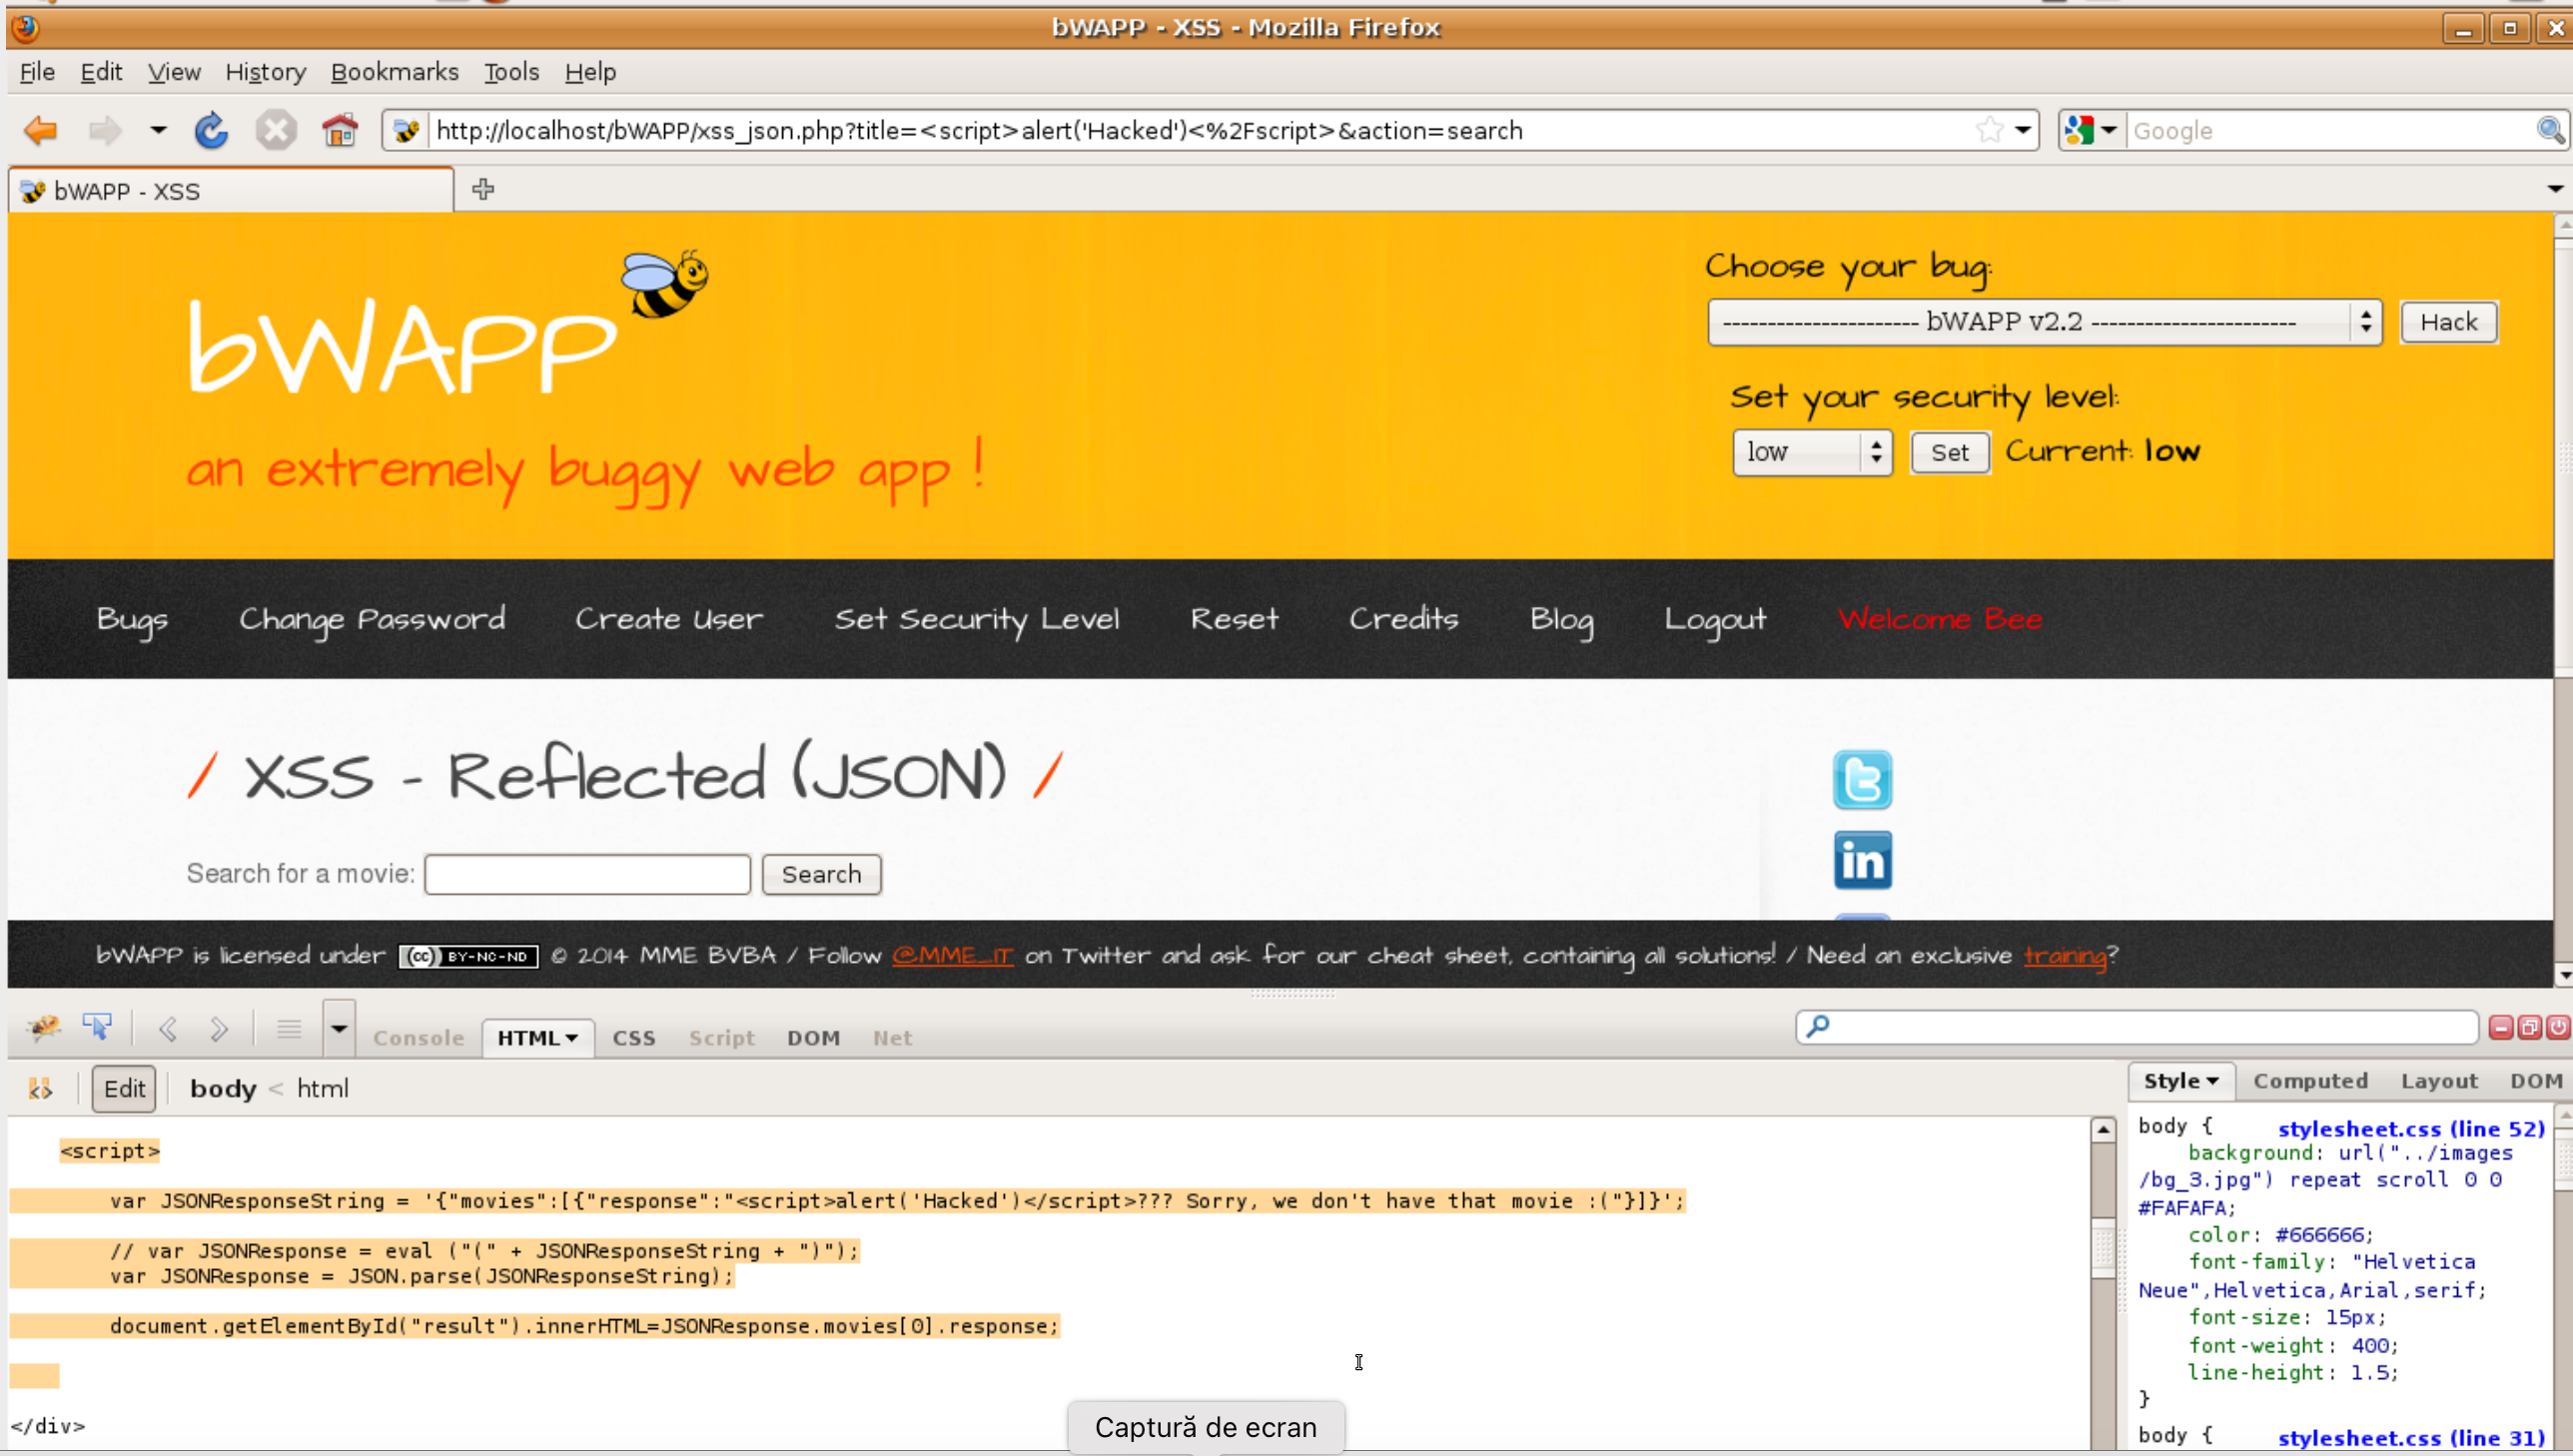 bWAPP - XSS - Mozilla Firefox
File Edit View History Bookmarks Tools Help
http://localhost/bWAPP/xss_json.php?title=<script>alert('Hacked')<%2Fscript>&action=search
Google
bWAPP - XSS
Choose your bug:
---------------------- bWAPP v2.2 ----------------------- Hack
bWAPP
Set your security level:
low Set Current: low
an extremely buggy web app !
Bugs Change Password Create User Set Security Level Reset Credits Blog Logout Welcome Bee
/ XSS - Reflected (JSON) /
Search for a movie: Search
in
bWAPP is licensed under (cc) BY-NC-ND © 2014 MME BVBA / Follow @MME_IT on Twitter and ask for our cheat sheet, containing all solutions! / Need an exclusive training?
Console HTML CSS Script DOM Net
Edit body < html
Style Computed Layout DOM
<script>
var JSONResponseString = '{"movies":[{"response":"<script>alert('Hacked')</script>??? Sorry, we don't have that movie :("}]}';
// var JSONResponse = eval ("(" + JSONResponseString + ")");
var JSONResponse = JSON.parse(JSONResponseString);
document.getElementById("result").innerHTML=JSONResponse.movies[0].response;
</div>
body { stylesheet.css (line 52)
background: url("../images
/bg_3.jpg") repeat scroll 0 0
#FAFAFA;
color: #666666;
font-family: "Helvetica
Neue",Helvetica,Arial,serif;
font-size: 15px;
font-weight: 400;
line-height: 1.5;
}
body { stylesheet.css (line 31)
Captură de ecran